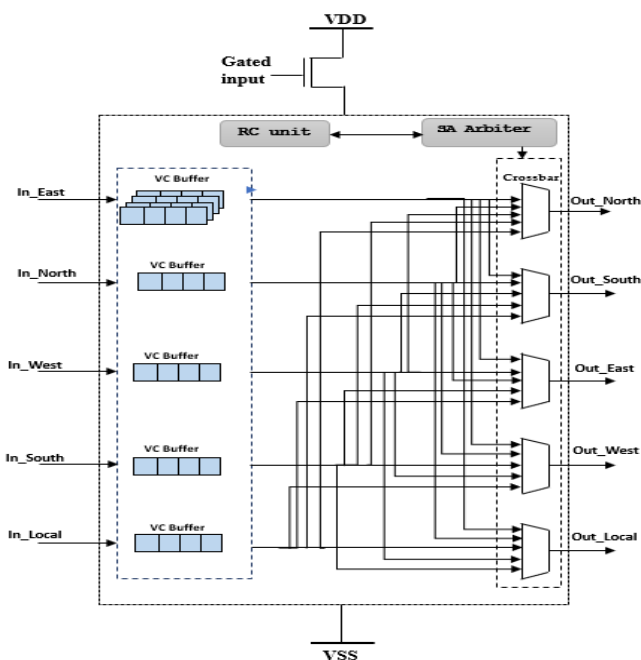 VDD
Gated
input
RC unit
SA Arbiter
Crossbar
In_East
VC Buffer
Out_North
In_North
VC Buffer
Out_South
In_West
VC Buffer
Out_East
In_South
VC Buffer
Out_West
In_Local
VC Buffer
Out_Local
VSS